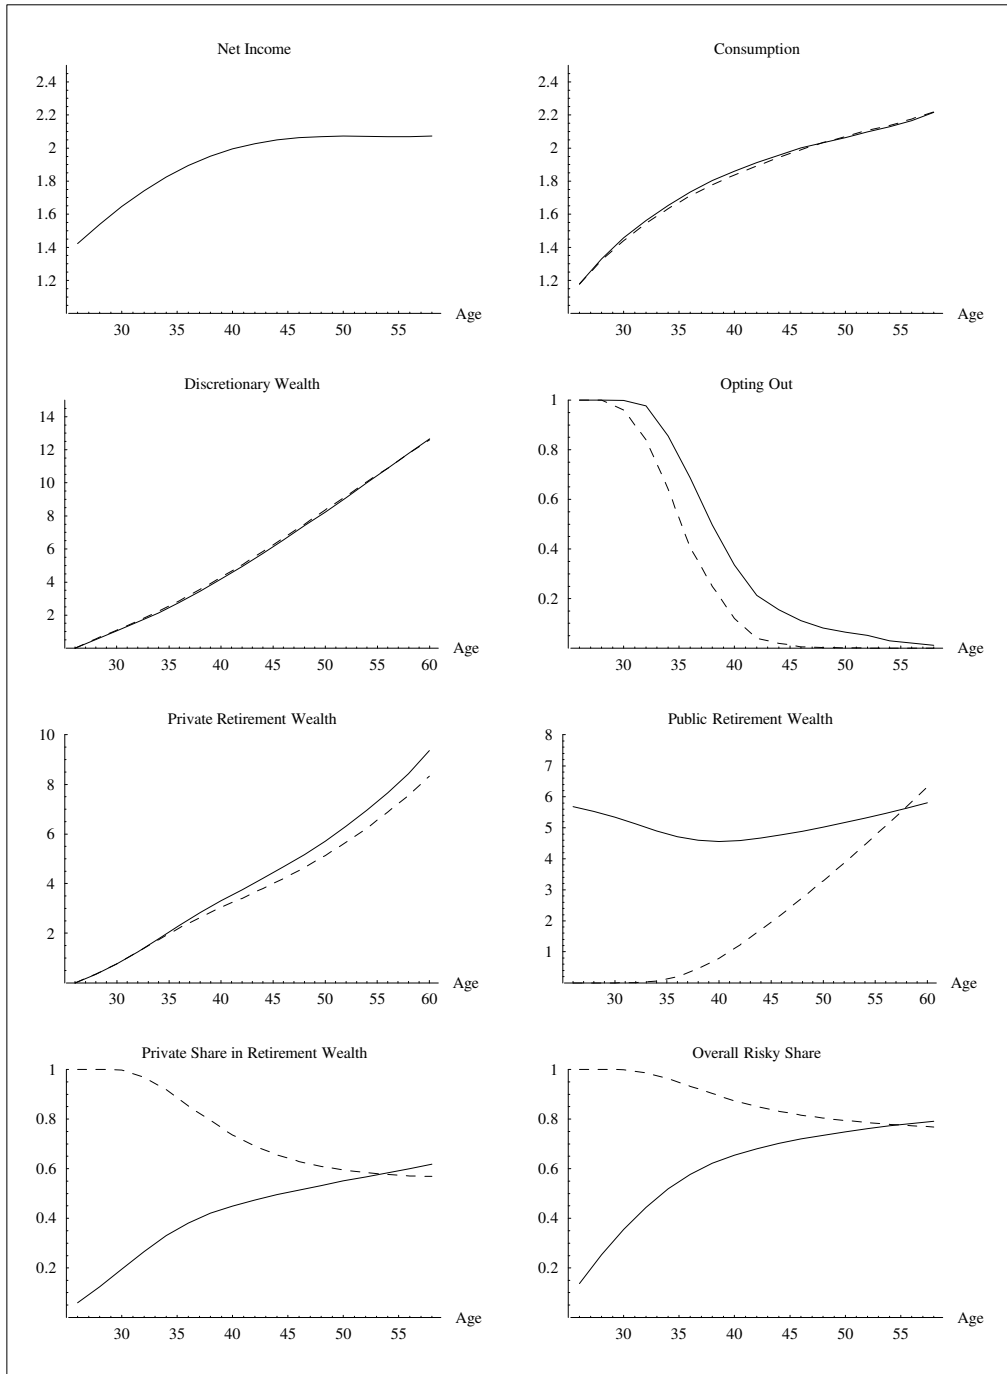 Net Income
2.4
2.2
2
1.8
1.6
1.4
1.2
30 35 40 45 50 55
Age
Consumption
2.4
2.2
2
1.8
1.6
1.4
1.2
30 35 40 45 50 55
Age
Discretionary Wealth
14
12
10
8
6
4
2
30 35 40 45 50 55 60
Age
Opting Out
1
0.8
0.6
0.4
0.2
30 35 40 45 50 55
Age
Private Retirement Wealth
10
8
6
4
2
30 35 40 45 50 55 60
Age
Public Retirement Wealth
8
7
6
5
4
3
2
1
30 35 40 45 50 55 60
Age
Private Share in Retirement Wealth
1
0.8
0.6
0.4
0.2
30 35 40 45 50 55
Age
Overall Risky Share
1
0.8
0.6
0.4
0.2
30 35 40 45 50 55
Age